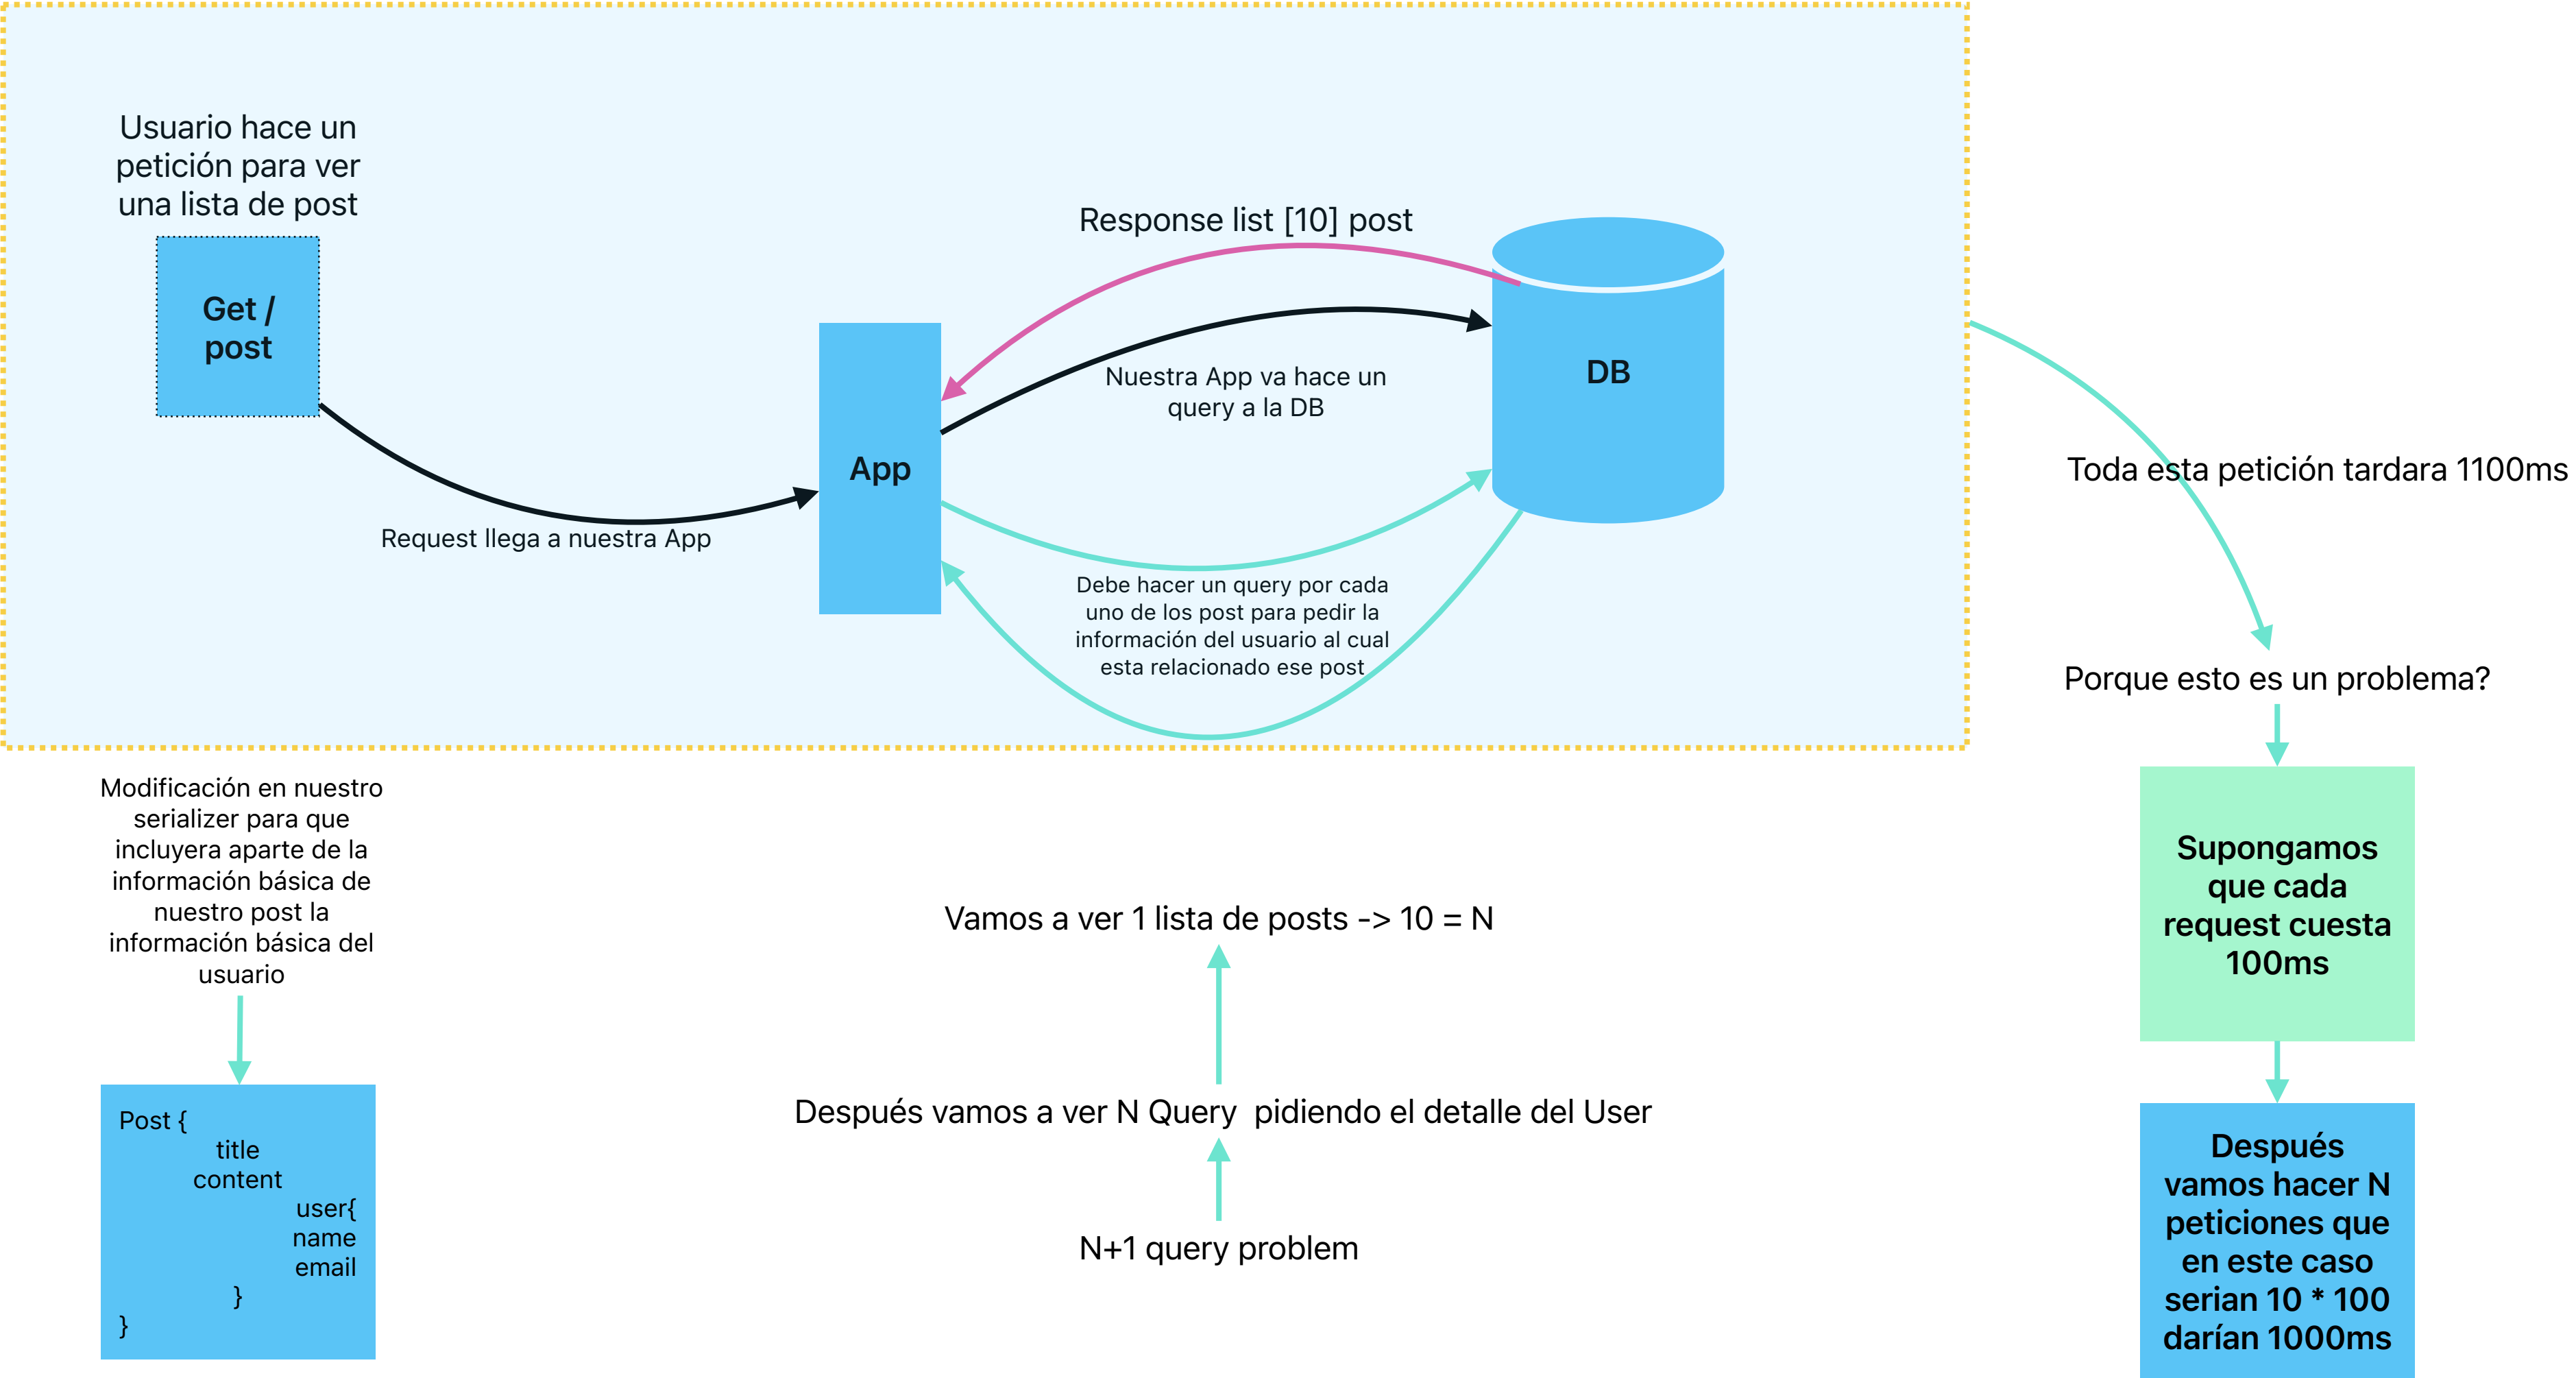 Usuario hace un
petición para ver
una lista de post
Get /
post
Request llega a nuestra App
App
Response list [10] post
Nuestra App va hace un
query a la DB
DB
Debe hacer un query por cada
uno de los post para pedir la
información del usuario al cual
esta relacionado ese post
Toda esta petición tardara 1100ms
Porque esto es un problema?
Supongamos
que cada
request cuesta
100ms
Después
vamos hacer N
peticiones que
en este caso
serian 10 * 100
darían 1000ms
Modificación en nuestro
serializer para que
incluyera aparte de la
información básica de
nuestro post la
información básica del
usuario
Post {
title
content
user{
name
email
}
}
Vamos a ver 1 lista de posts -> 10 = N
Después vamos a ver N Query  pidiendo el detalle del User
N+1 query problem